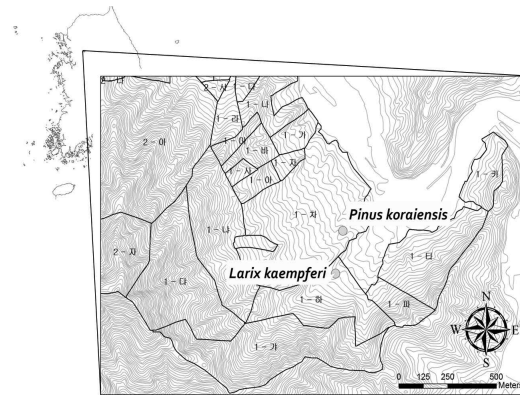 2 - 사
1 - 다
1 - 나
1 - 라
1 - 가
2 - 아
1 - 마
1 - 바
1 - 자
1 - 사
1 - 아
1 - 카
1 - 차
Pinus koraiensis
1 - 나
2 - 자
1 - 타
Larix kaempferi
1 - 다
1 - 하
1 - 파
1 - 가
N
W E
S
0 125 250 500
Meters